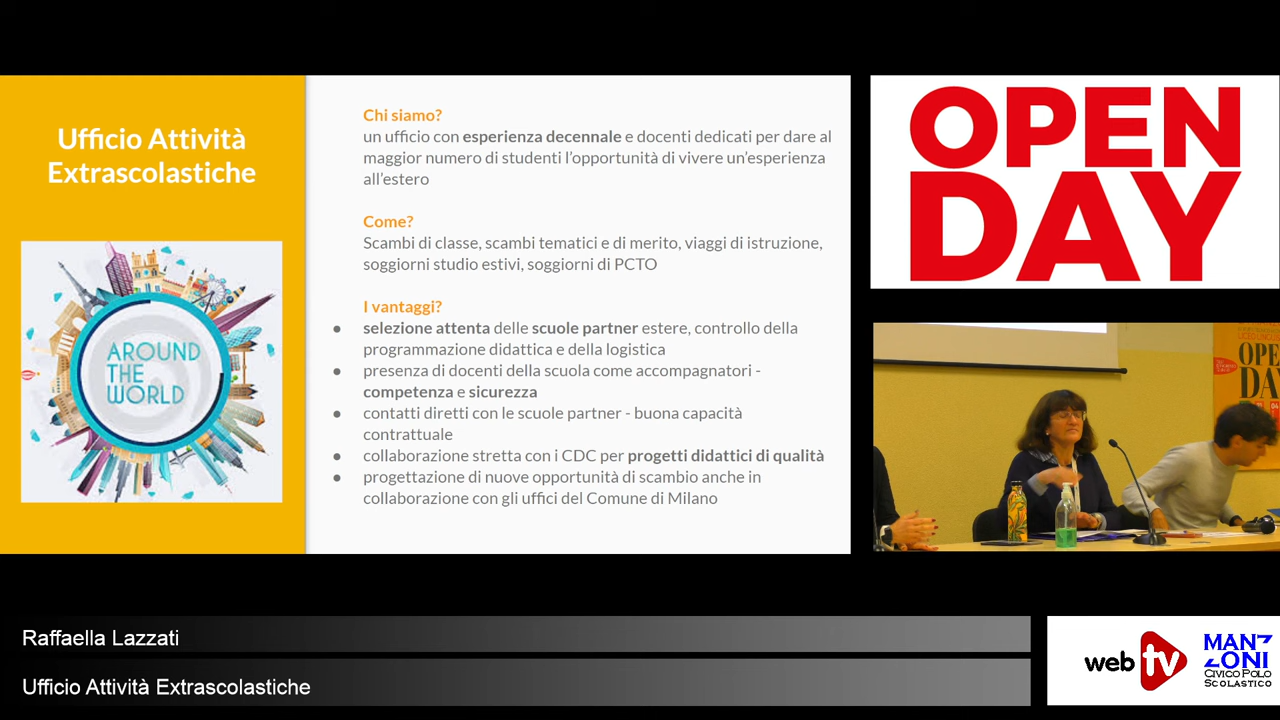 Ufficio Attività
Extrascolastiche
AROUND
THE
WORLD
Chi siamo?
un ufficio con esperienza decennale e docenti dedicati per dare al
maggior numero di studenti l'opportunità di vivere un'esperienza
all'estero
Come?
Scambi di classe, scambi tematici e di merito, viaggi di istruzione,
soggiorni studio estivi, soggiorni di PCTO
I vantaggi?
● selezione attenta delle scuole partner estere, controllo della
programmazione didattica e della logistica
● presenza di docenti della scuola come accompagnatori -
competenza e sicurezza
● contatti diretti con le scuole partner - buona capacità
contrattuale
● collaborazione stretta con i CDC per progetti didattici di qualità
● progettazione di nuove opportunità di scambio anche in
collaborazione con gli uffici del Comune di Milano
OPEN
DAY
OPE
DA
Raffaella Lazzati
Ufficio Attività Extrascolastiche
web tv
MANZ
ZONI
CIVICO POLO
SCOLASTICO